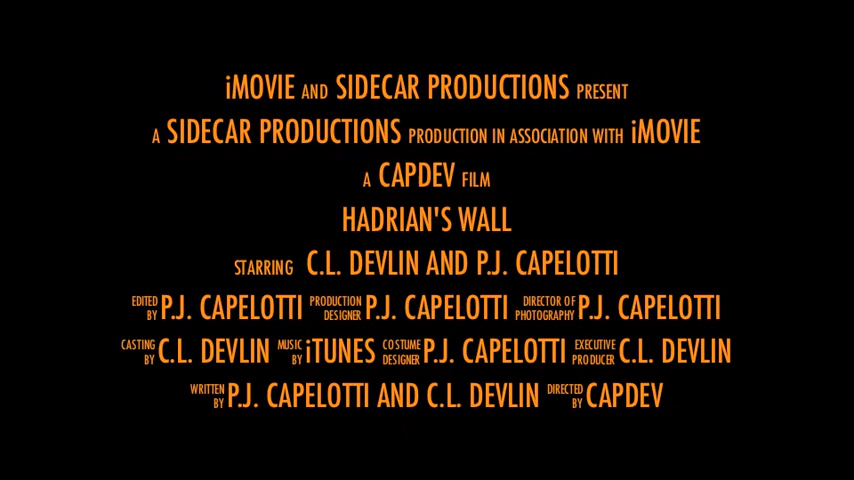 iMOVIE AND SIDECAR PRODUCTIONS PRESENT
A SIDECAR PRODUCTIONS PRODUCTION IN ASSOCIATION WITH iMOVIE
A CAPDEV FILM
HADRIAN'S WALL
STARRING C.L. DEVLIN AND P.J. CAPELOTTI
EDITED BY P.J. CAPELOTTI PRODUCTION DESIGNER P.J. CAPELOTTI DIRECTOR OF PHOTOGRAPHY P.J. CAPELOTTI
CASTING BY C.L. DEVLIN MUSIC BY iTUNES COSTUME DESIGNER P.J. CAPELOTTI EXECUTIVE PRODUCER C.L. DEVLIN
WRITTEN BY P.J. CAPELOTTI AND C.L. DEVLIN DIRECTED BY CAPDEV